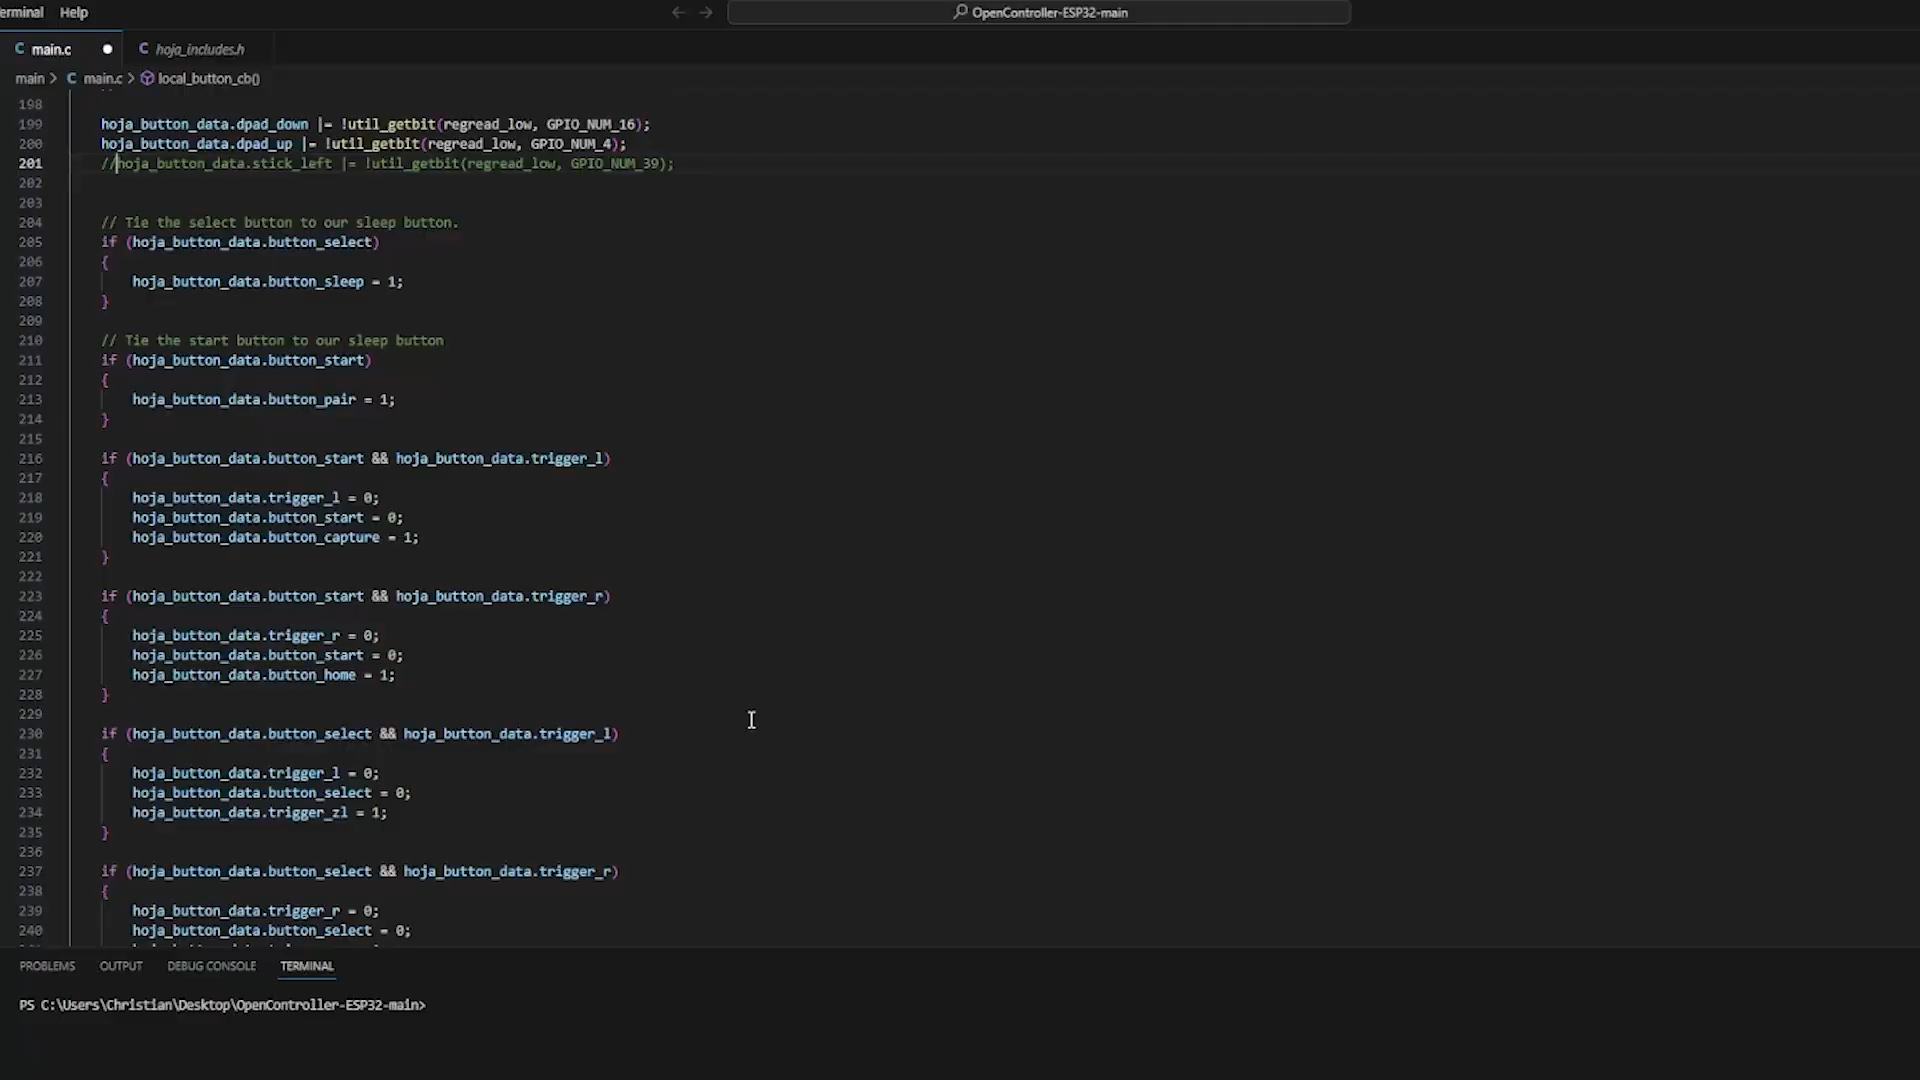 Terminal Help
OpenController-ESP32-main
C main.c
C hoja_includes.h
main > C main.c > local_button_cb()
198
199 hoja_button_data.dpad_down |= !util_getbit(regread_low, GPIO_NUM_16);
200 hoja_button_data.dpad_up |= !util_getbit(regread_low, GPIO_NUM_4);
201 //hoja_button_data.stick_left |= !util_getbit(regread_low, GPIO_NUM_39);
202
203
204 // Tie the select button to our sleep button.
205 if (hoja_button_data.button_select)
206 {
207 hoja_button_data.button_sleep = 1;
208 }
209
210 // Tie the start button to our sleep button
211 if (hoja_button_data.button_start)
212 {
213 hoja_button_data.button_pair = 1;
214 }
215
216 if (hoja_button_data.button_start && hoja_button_data.trigger_l)
217 {
218 hoja_button_data.trigger_l = 0;
219 hoja_button_data.button_start = 0;
220 hoja_button_data.button_capture = 1;
221 }
222
223 if (hoja_button_data.button_start && hoja_button_data.trigger_r)
224 {
225 hoja_button_data.trigger_r = 0;
226 hoja_button_data.button_start = 0;
227 hoja_button_data.button_home = 1;
228 }
229
230 if (hoja_button_data.button_select && hoja_button_data.trigger_l)
231 {
232 hoja_button_data.trigger_l = 0;
233 hoja_button_data.button_select = 0;
234 hoja_button_data.trigger_zl = 1;
235 }
236
237 if (hoja_button_data.button_select && hoja_button_data.trigger_r)
238 {
239 hoja_button_data.trigger_r = 0;
240 hoja_button_data.button_select = 0;
PROBLEMS OUTPUT DEBUG CONSOLE TERMINAL
PS C:\Users\Christian\Desktop\OpenController-ESP32-main>